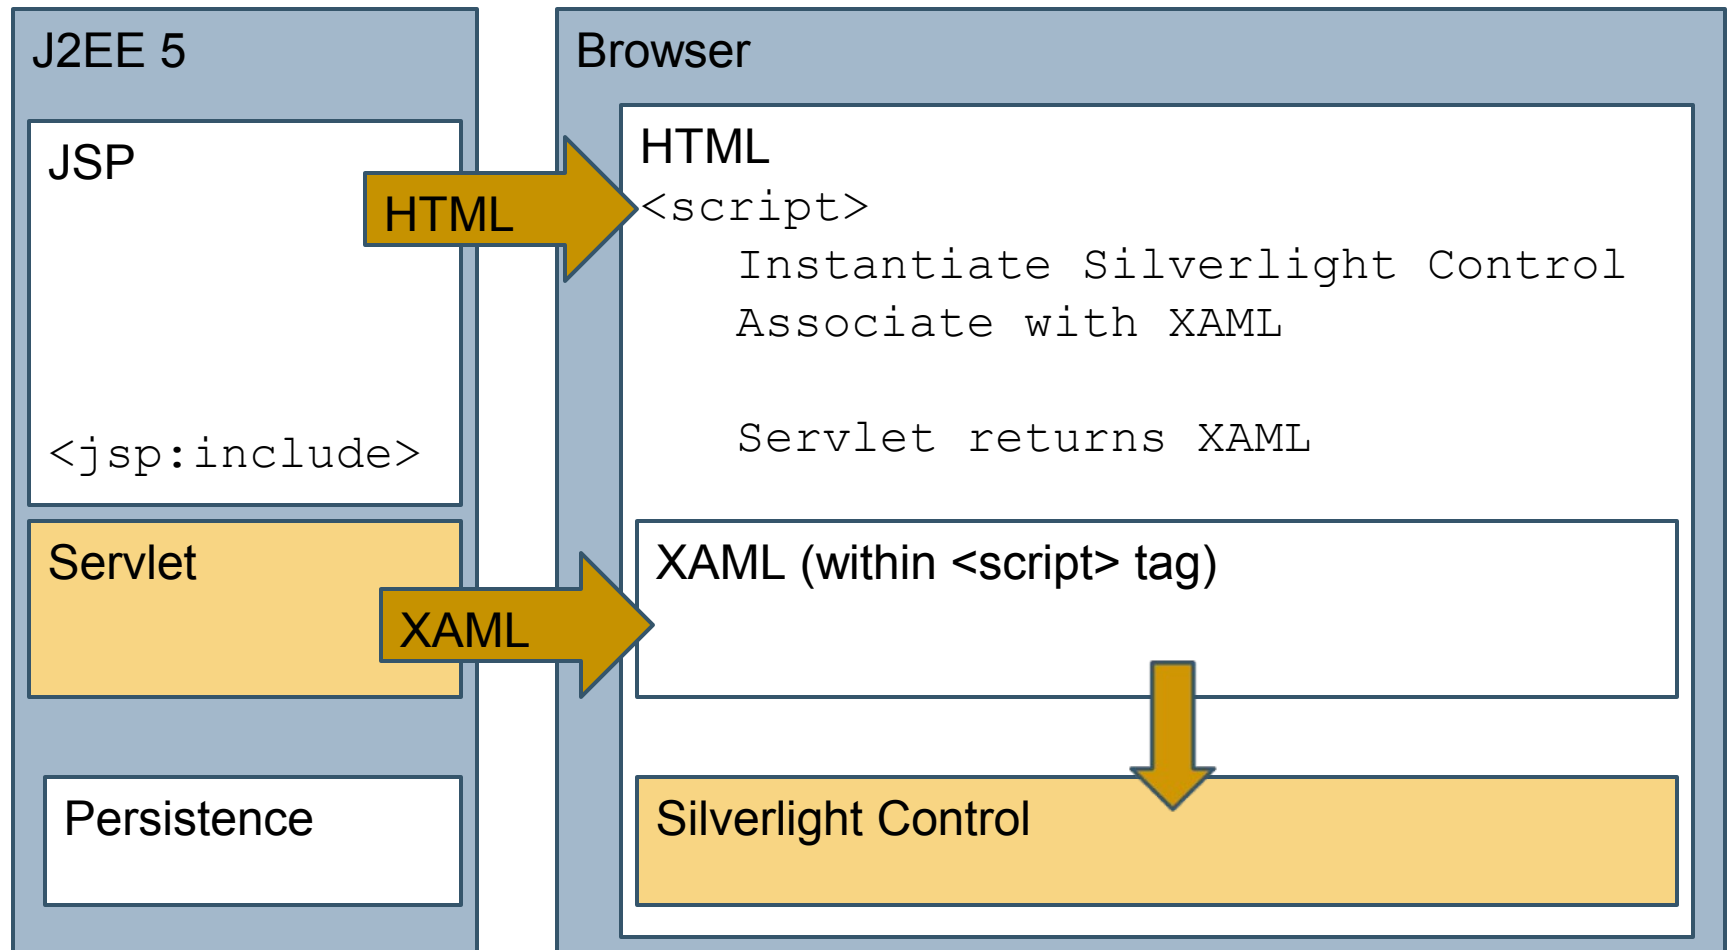 J2EE 5
JSP
<jsp:include>
Servlet
Persistence
HTML
XAML
Browser
HTML
<script>
Instantiate Silverlight Control
Associate with XAML
Servlet returns XAML
XAML (within <script> tag)
Silverlight Control